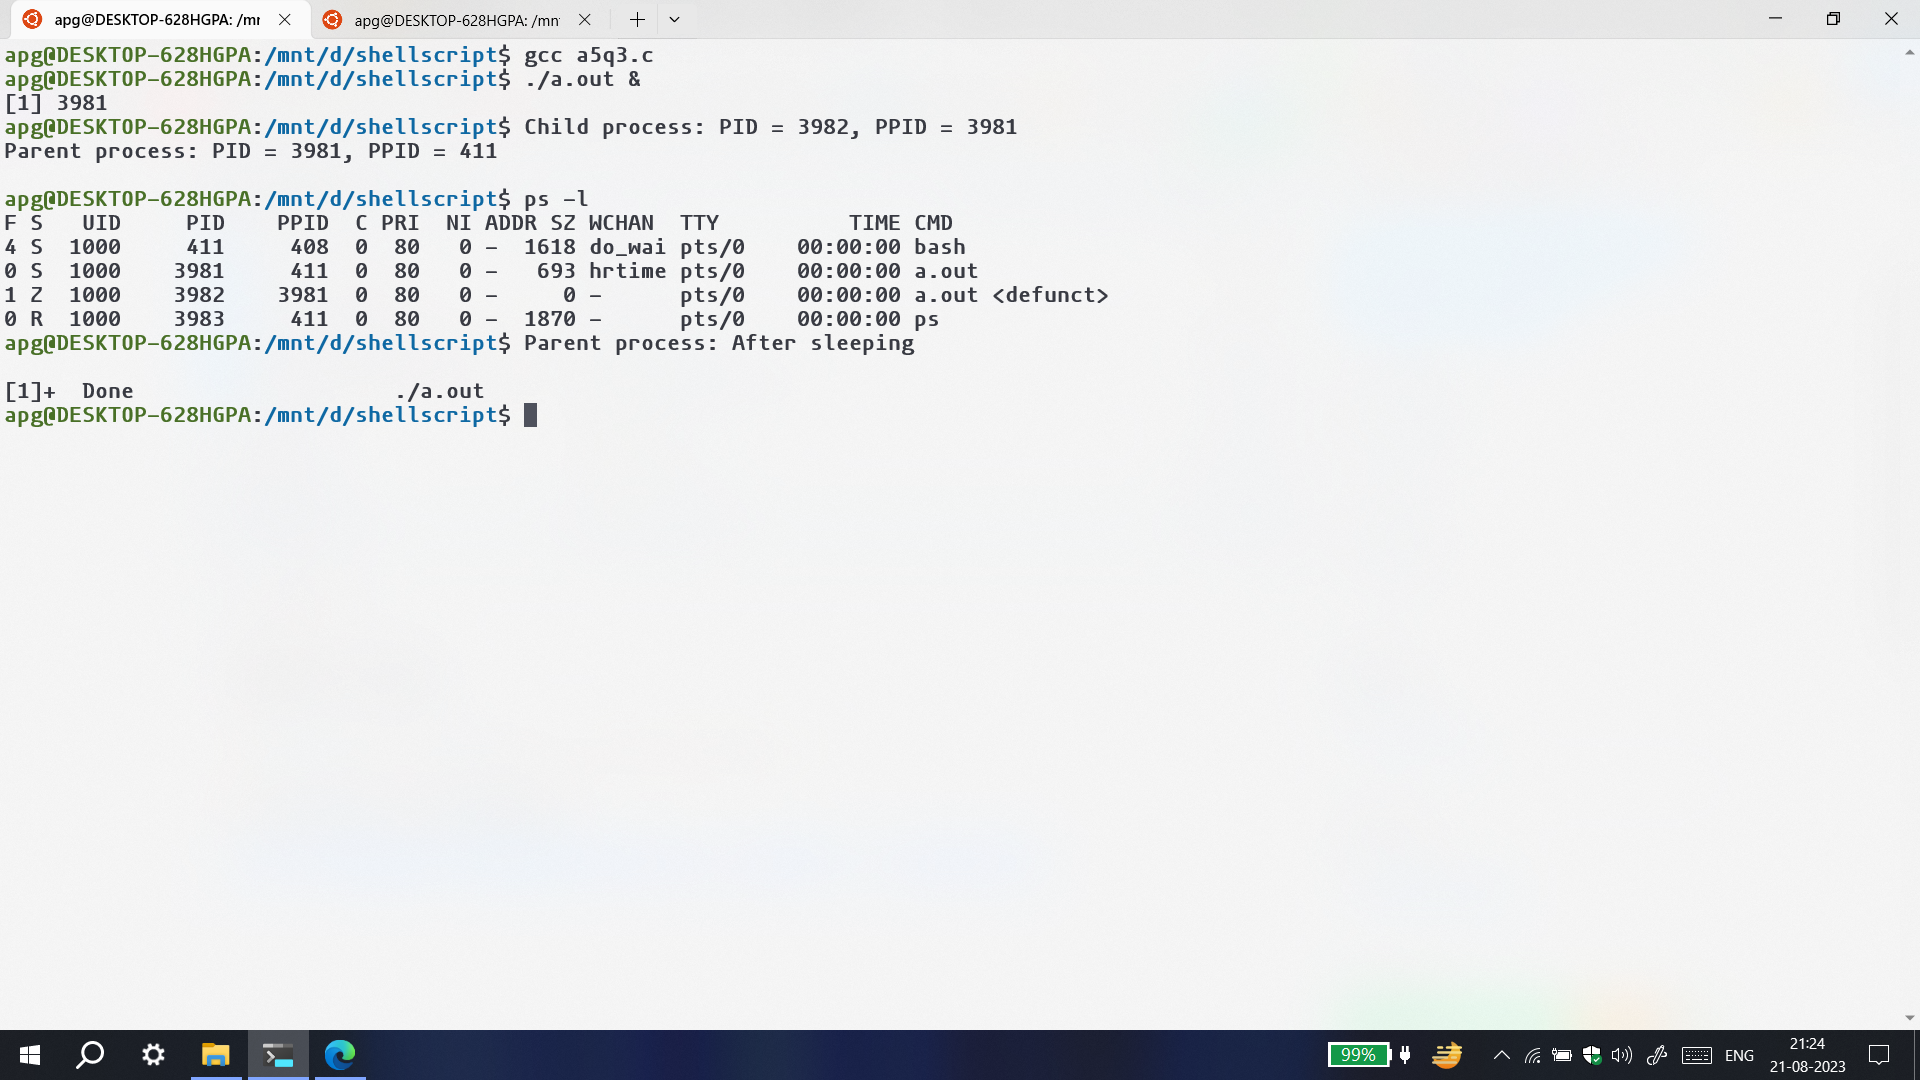 apg@DESKTOP-628HGPA: /mr
apg@DESKTOP-628HGPA: /mn
apg@DESKTOP-628HGPA:/mnt/d/shellscript$ gcc a5q3.c
apg@DESKTOP-628HGPA:/mnt/d/shellscript$ ./a.out &
[1] 3981
apg@DESKTOP-628HGPA:/mnt/d/shellscript$ Child process: PID = 3982, PPID = 3981
Parent process: PID = 3981, PPID = 411
apg@DESKTOP-628HGPA:/mnt/d/shellscript$ ps -l
F S   UID     PID    PPID  C PRI  NI ADDR SZ WCHAN  TTY          TIME CMD
4 S  1000     411     408  0  80   0 -  1618 do_wai pts/0    00:00:00 bash
0 S  1000    3981     411  0  80   0 -   693 hrtime pts/0    00:00:00 a.out
1 Z  1000    3982    3981  0  80   0 -     0 -      pts/0    00:00:00 a.out <defunct>
0 R  1000    3983     411  0  80   0 -  1870 -      pts/0    00:00:00 ps
apg@DESKTOP-628HGPA:/mnt/d/shellscript$ Parent process: After sleeping
[1]+  Done                    ./a.out
apg@DESKTOP-628HGPA:/mnt/d/shellscript$
99%
ENG
21:24
21-08-2023